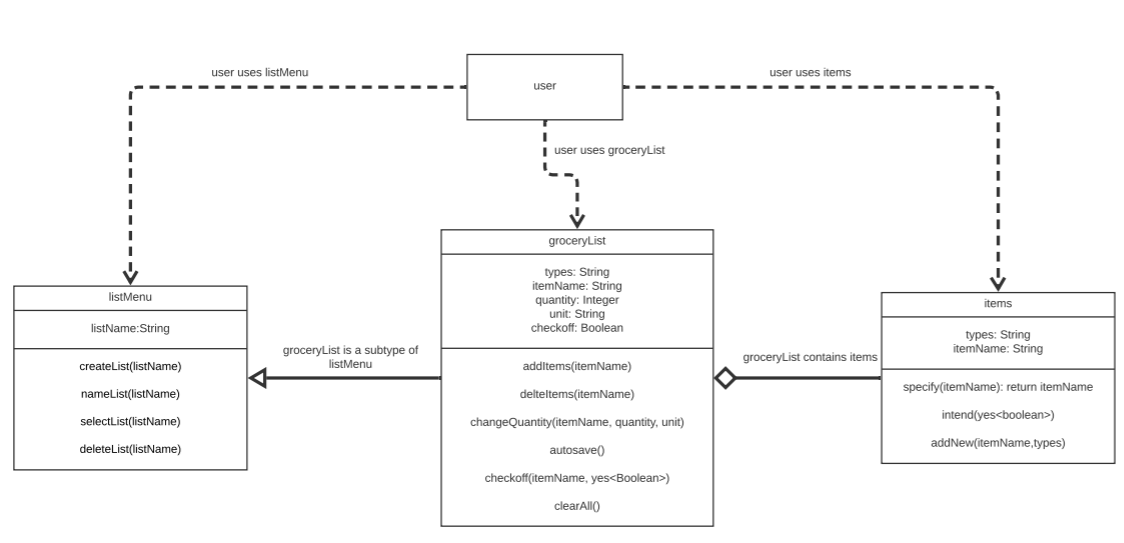 user uses listMenu
user
user uses items
user uses groceryList
groceryList
types: String
itemName: String
quantity: Integer
unit: String
checkoff: Boolean
addItems(itemName)
delteItems(itemName)
changeQuantity(itemName, quantity, unit)
autosave()
checkoff(itemName, yes<Boolean>)
clearAll()
listMenu
listName:String
createList(listName)
nameList(listName)
selectList(listName)
deleteList(listName)
groceryList is a subtype of
listMenu
groceryList contains items
items
types: String
itemName: String
specify(itemName): return itemName
intend(yes<boolean>)
addNew(itemName,types)